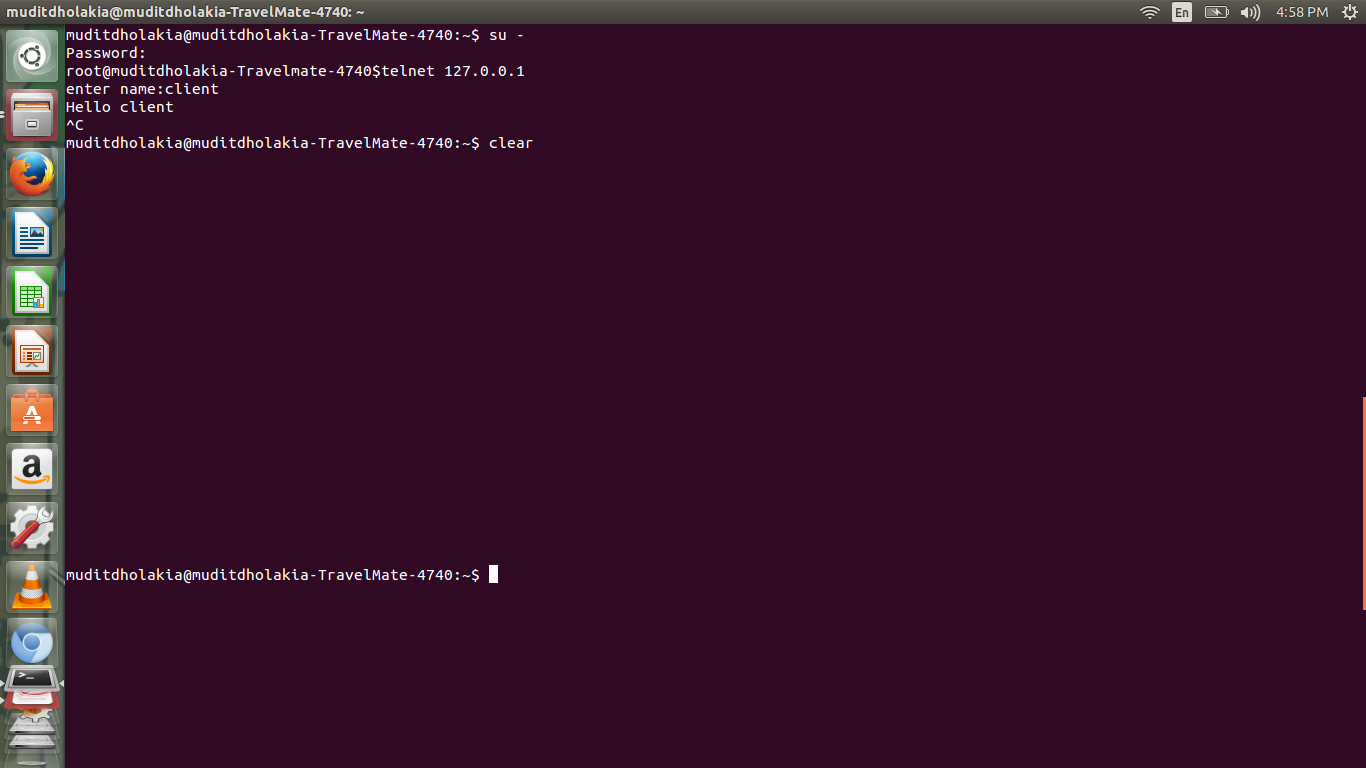 muditdholakia@muditdholakia-TravelMate-4740: ~
En
4:58 PM
muditdholakia@muditdholakia-TravelMate-4740:~$ su -
Password:
root@muditdholakia-Travelmate-4740$telnet 127.0.0.1
enter name:client
Hello client
^C
muditdholakia@muditdholakia-TravelMate-4740:~$ clear
muditdholakia@muditdholakia-TravelMate-4740:~$